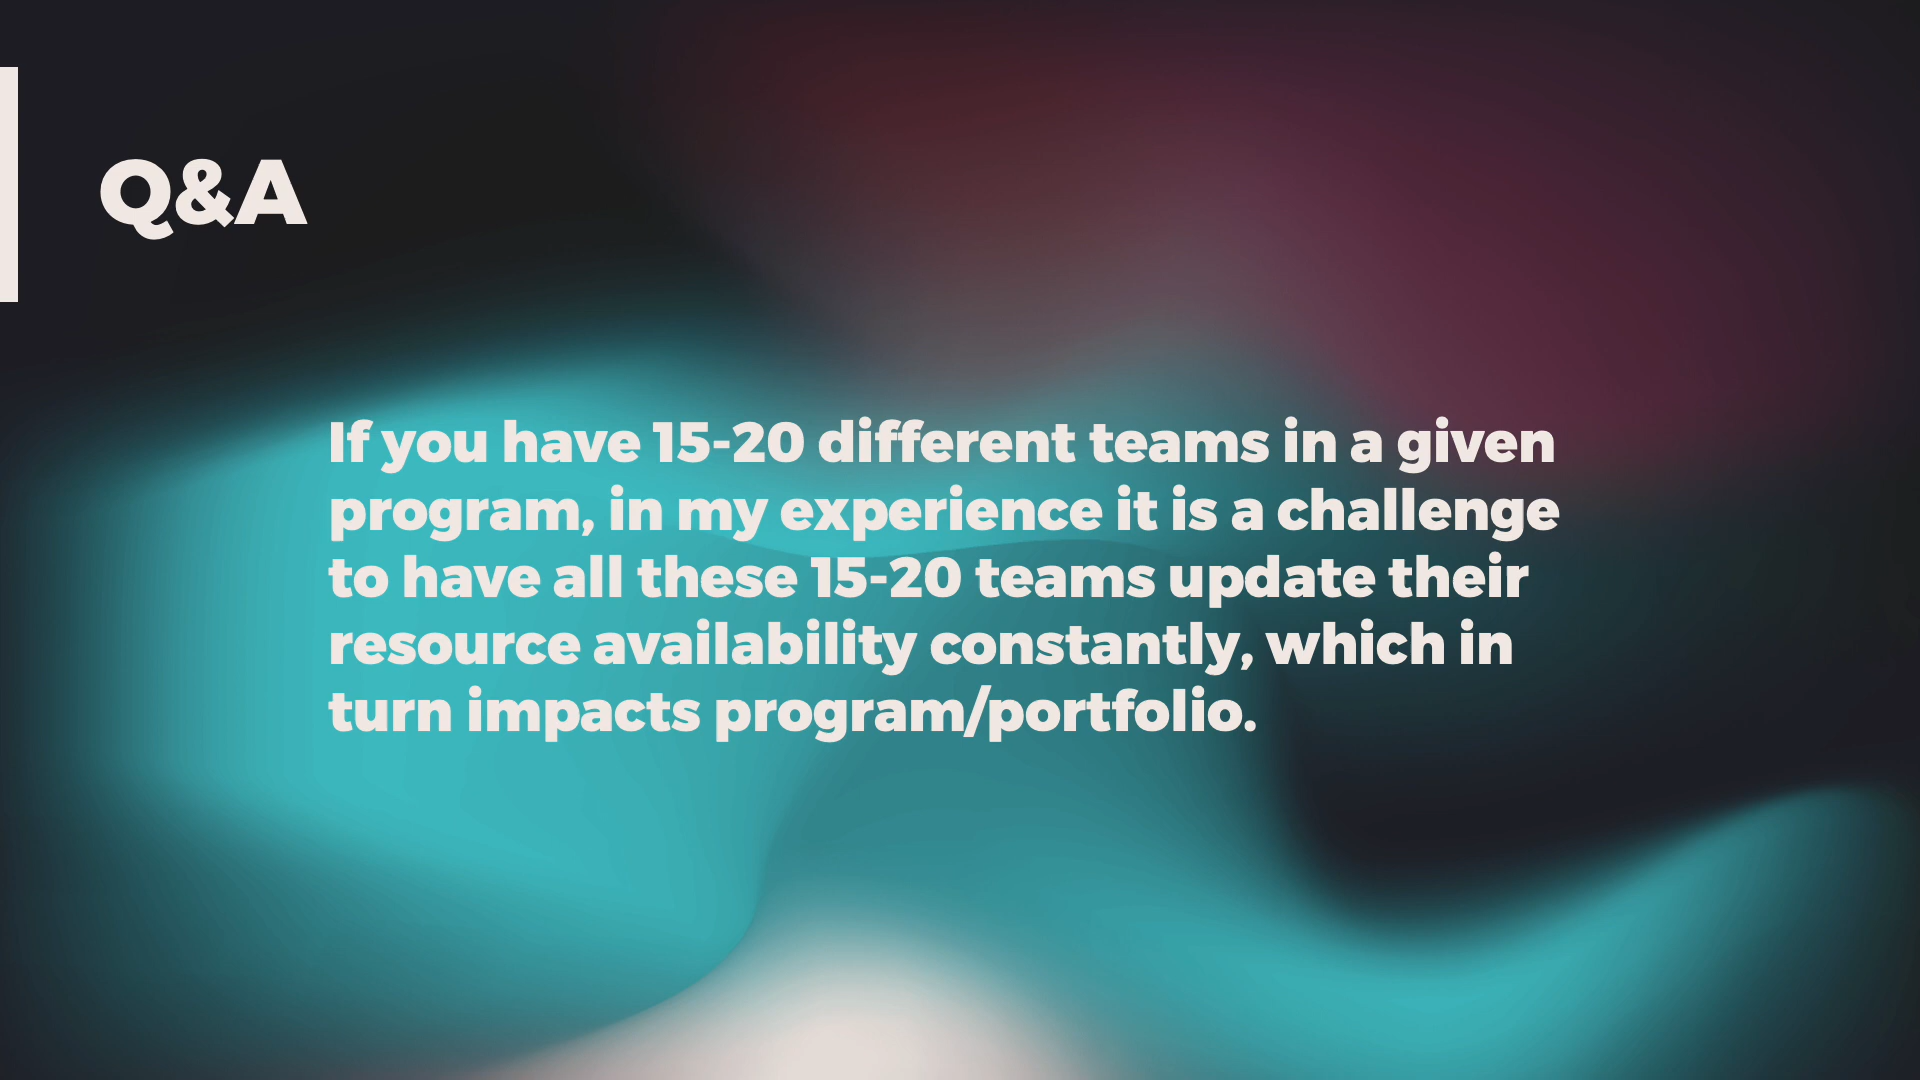 Q&A
If you have 15-20 different teams in a given
program, in my experience it is a challenge
to have all these 15-20 teams update their
resource availability constantly, which in
turn impacts program/portfolio.